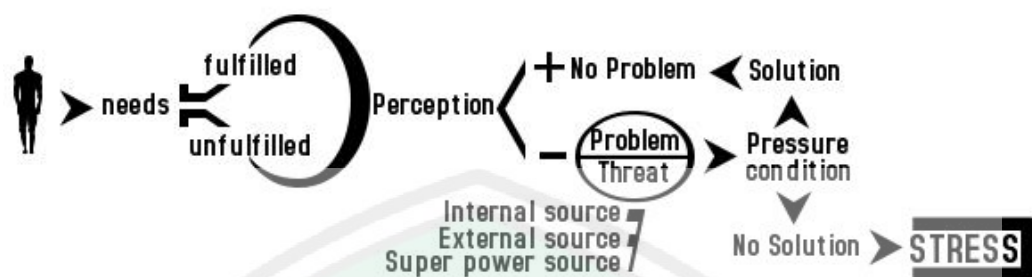 fulfilled
needs
unfulfilled
Perception
+ No Problem
Solution
- Problem
Threat
Pressure
condition
Internal source
External source
Super power source
No Solution
STRESS